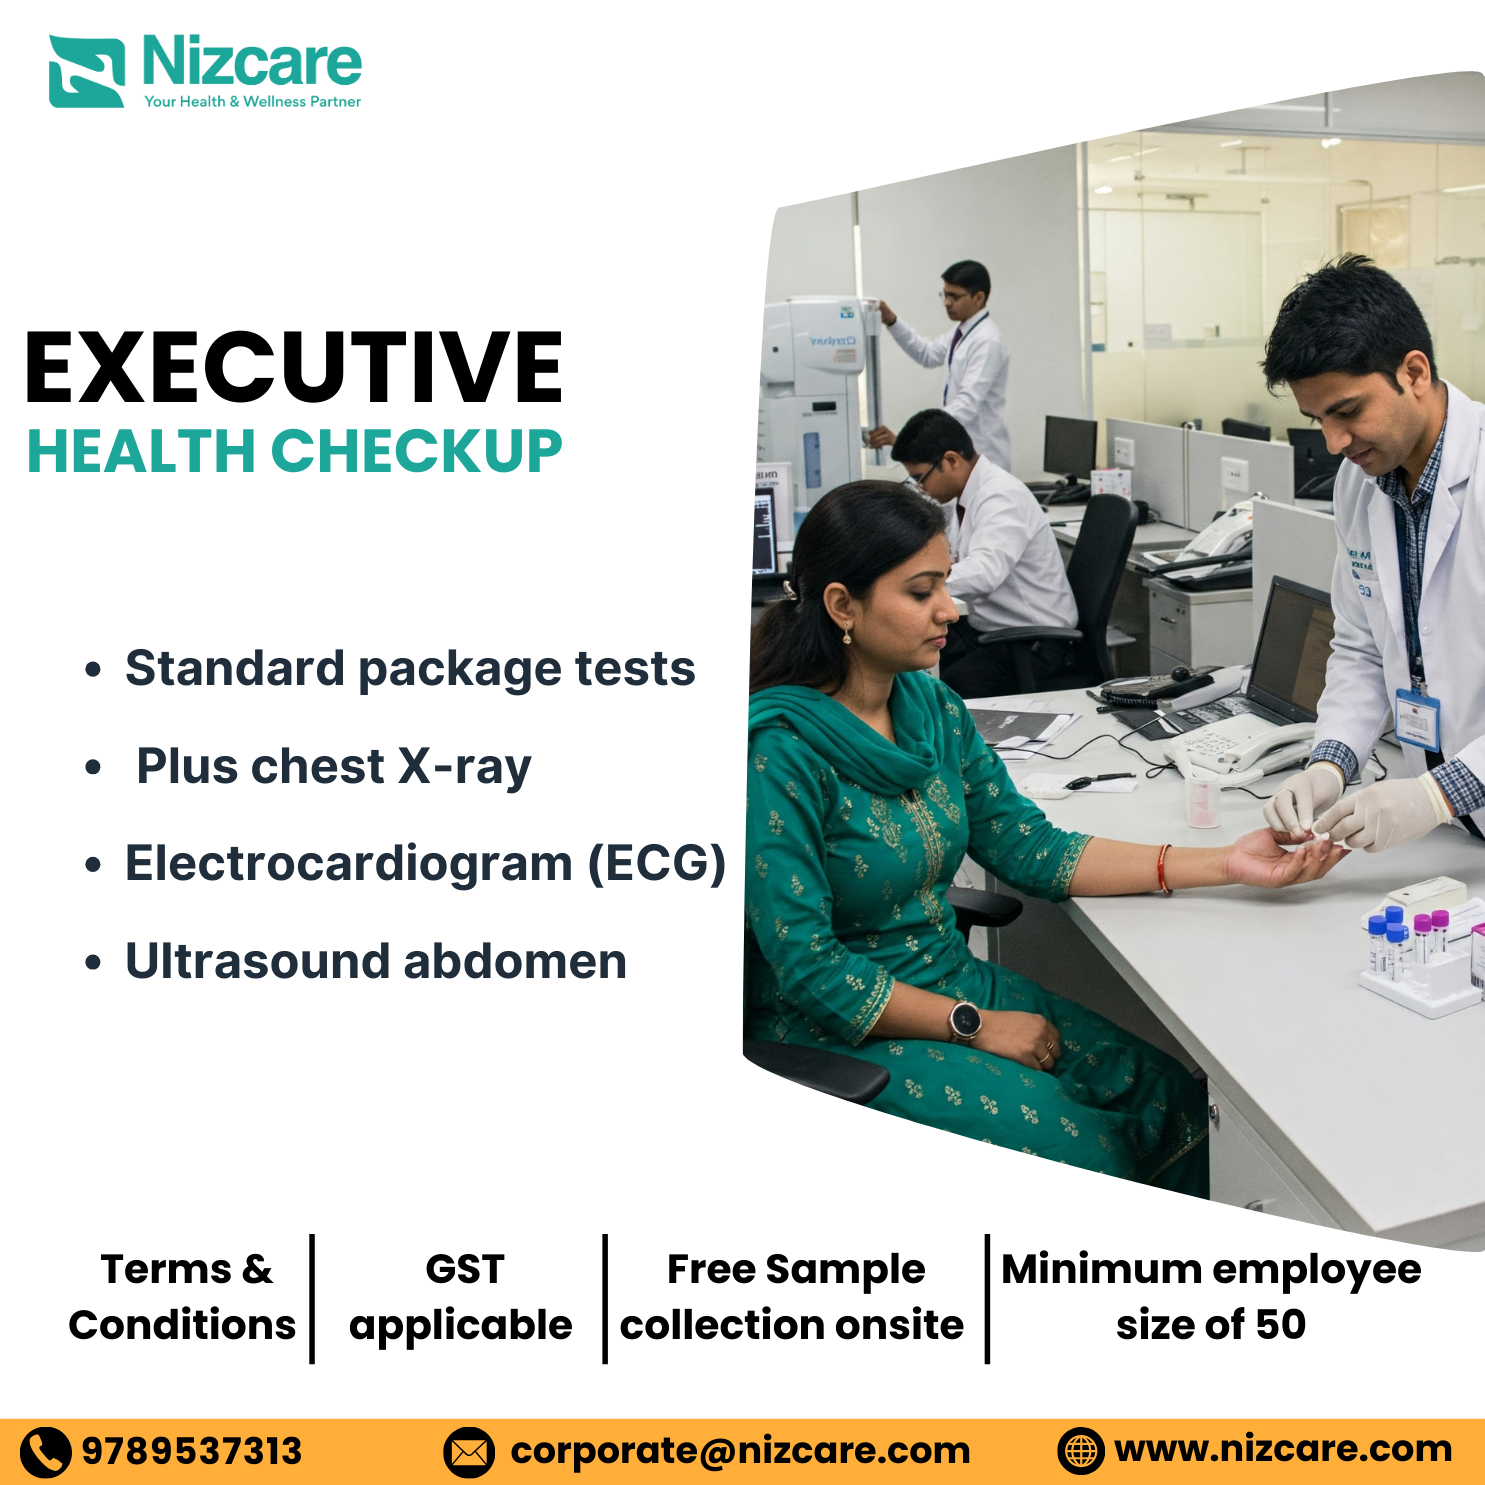 Nizcare
Your Health & Wellness Partner
EXECUTIVE
HEALTH CHECKUP
• Standard package tests
• Plus chest X-ray
• Electrocardiogram (ECG)
• Ultrasound abdomen
Terms &
Conditions
GST
applicable
Free Sample
collection onsite
Minimum employee
size of 50
9789537313
corporate@nizcare.com
www.nizcare.com